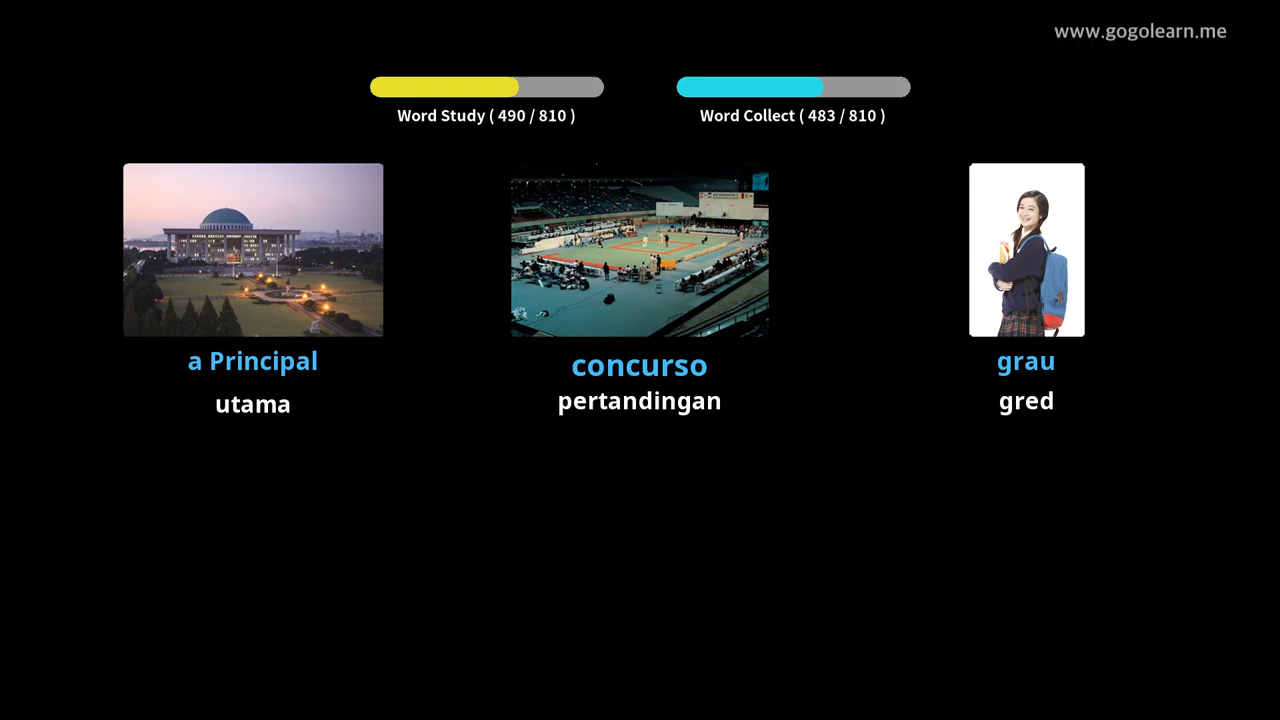 www.gogolearn.me
Word Study ( 490 / 810 )
Word Collect ( 483 / 810 )
a Principal
utama
concurso
pertandingan
grau
gred